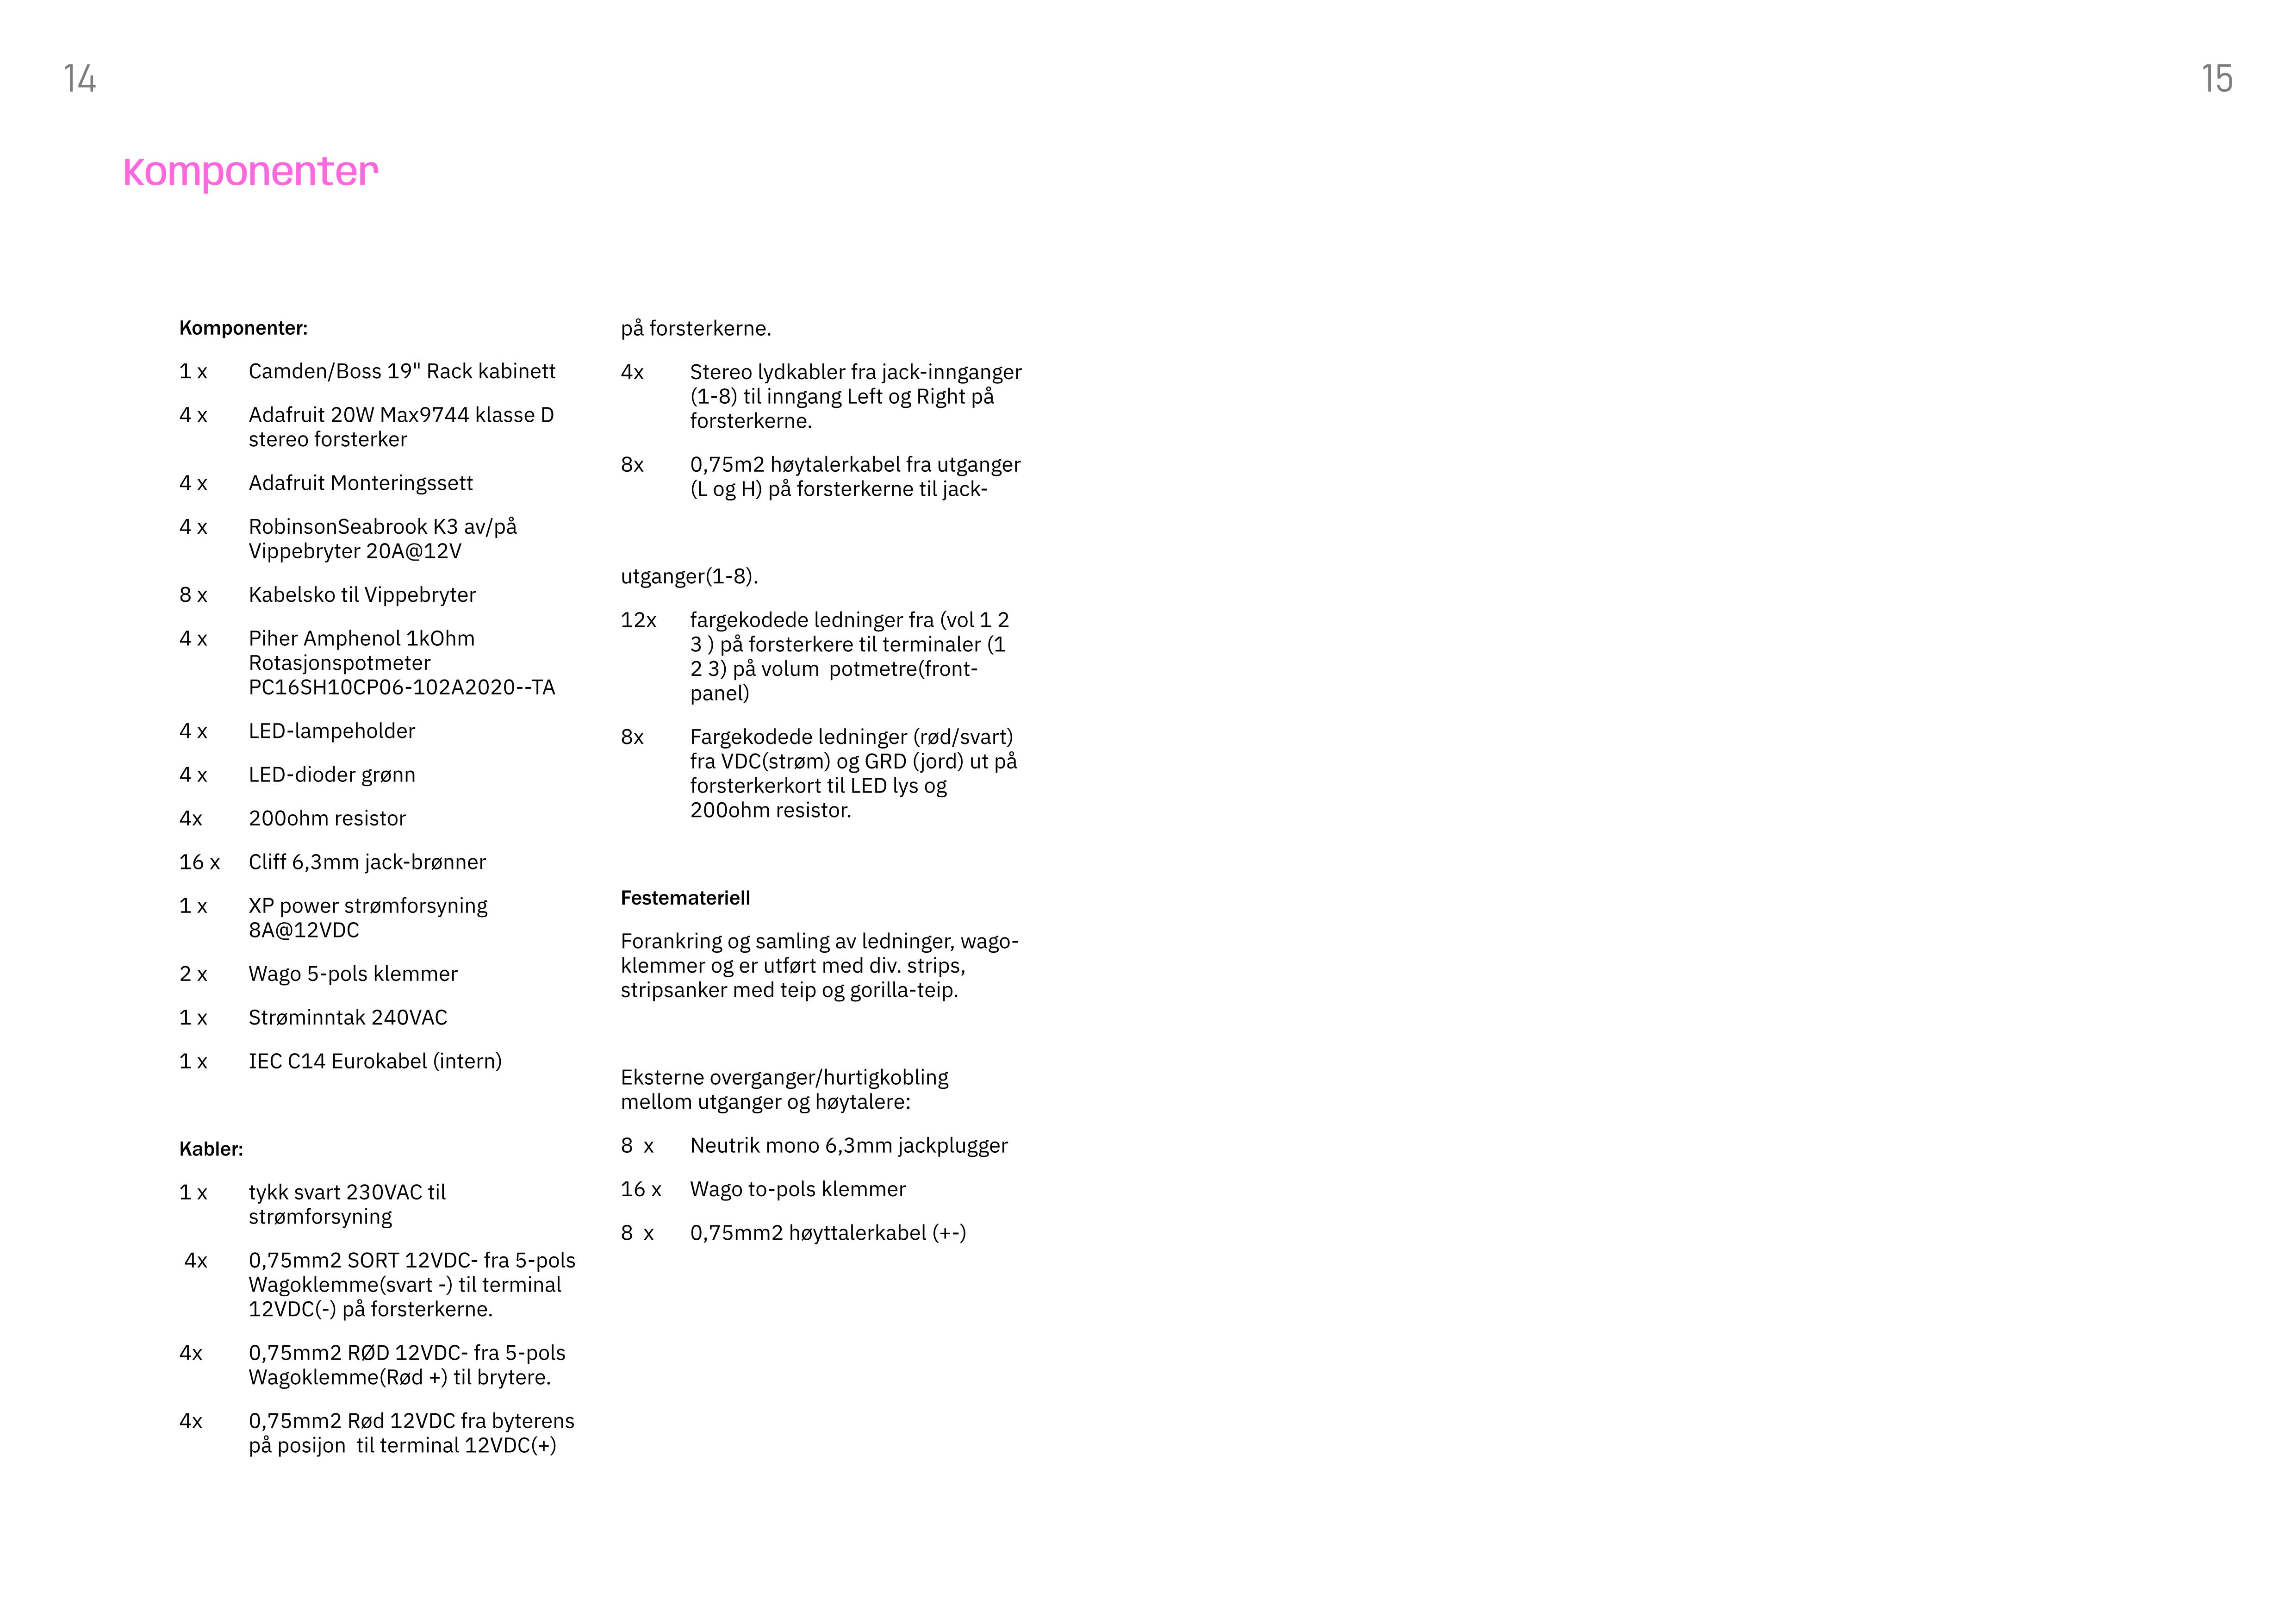 14
15
Komponenter
Komponenter:
1 x Camden/Boss 19" Rack kabinett
4 x Adafruit 20W Max9744 klasse D
stereo forsterker
4 x Adafruit Monteringssett
4 x RobinsonSeabrook K3 av/på
Vippebryter 20A@12V
8 x Kabelsko til Vippebryter
4 x Piher Amphenol 1kOhm
Rotasjonspotmeter
PC16SH10CP06-102A2020--TA
4 x LED-lampeholder
4 x LED-dioder grønn
4x 200ohm resistor
16 x Cliff 6,3mm jack-brønner
1 x XP power strømforsyning
8A@12VDC
2 x Wago 5-pols klemmer
1 x Strøminntak 240VAC
1 x IEC C14 Eurokabel (intern)
Kabler:
1 x tykk svart 230VAC til
strømforsyning
4x 0,75mm2 SORT 12VDC- fra 5-pols
Wagoklemme(svart -) til terminal
12VDC(-) på forsterkerne.
4x 0,75mm2 RØD 12VDC- fra 5-pols
Wagoklemme(Rød +) til brytere.
4x 0,75mm2 Rød 12VDC fra byterens
på posijon  til terminal 12VDC(+)
på forsterkerne.
4x Stereo lydkabler fra jack-innganger
(1-8) til inngang Left og Right på
forsterkerne.
8x 0,75m2 høytalerkabel fra utganger
(L og H) på forsterkerne til jack-
utganger(1-8).
12x fargekodede ledninger fra (vol 1 2
3 ) på forsterkere til terminaler (1
2 3) på volum  potmetre(front-
panel)
8x Fargekodede ledninger (rød/svart)
fra VDC(strøm) og GRD (jord) ut på
forsterkerkort til LED lys og
200ohm resistor.
Festemateriell
Forankring og samling av ledninger, wago-
klemmer og er utført med div. strips,
stripsanker med teip og gorilla-teip.
Eksterne overganger/hurtigkobling
mellom utganger og høytalere:
8  x Neutrik mono 6,3mm jackplugger
16 x Wago to-pols klemmer
8  x 0,75mm2 høyttalerkabel (+-)